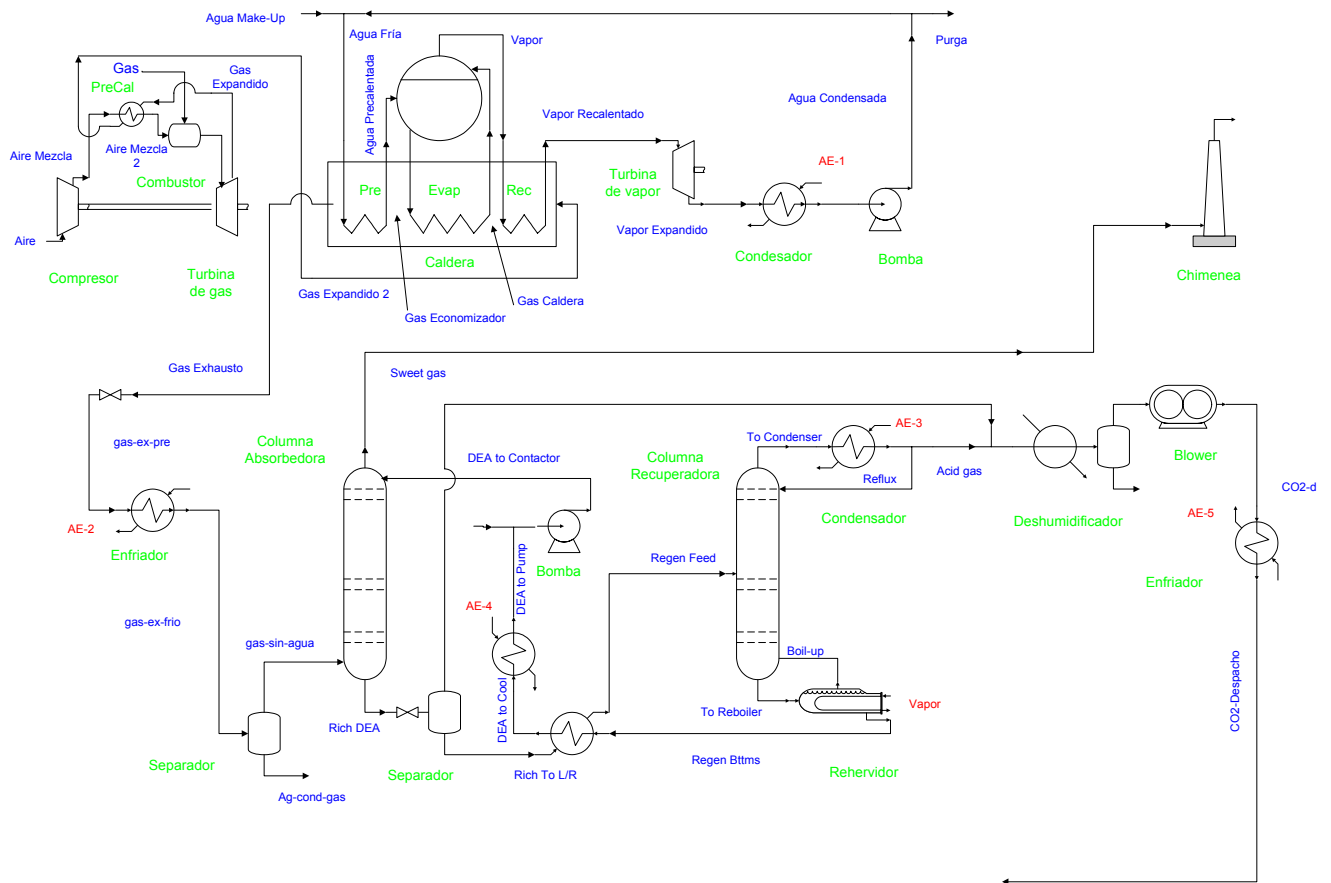 Agua Make-Up
Agua Fría
Vapor
Purga
Gas
Gas
Expandido
PreCal
Agua Precalentada
Agua Condensada
Vapor Recalentado
Aire Mezcla
Aire Mezcla
2
Combustor
Pre
Evap
Rec
Turbina
de vapor
AE-1
Aire
Vapor Expandido
Condesador
Bomba
Caldera
Compresor
Turbina
de gas
Chimenea
Gas Expandido 2
Gas Caldera
Gas Economizador
Gas Exhausto
Sweet gas
gas-ex-pre
Columna
Absorbedora
DEA to Contactor
To Condenser
AE-3
Columna
Recuperadora
Reflux
Acid gas
Blower
CO2-d
AE-2
Enfriador
Condensador
Deshumidificador
AE-5
Bomba
DEA to Pump
Regen Feed
Enfriador
AE-4
gas-ex-frio
gas-sin-agua
Boil-up
CO2-Despacho
DEA to Cool
To Reboiler
Vapor
Rich DEA
Separador
Separador
Rich To L/R
Regen Bttms
Rehervidor
Ag-cond-gas